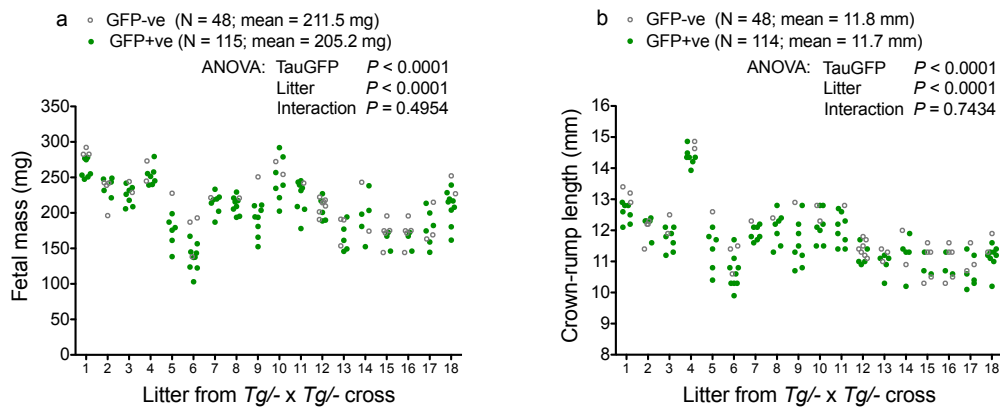 a
GFP-ve (N = 48; mean = 211.5 mg)
GFP+ve (N = 115; mean = 205.2 mg)
ANOVA: TauGFP P < 0.0001
Litter P < 0.0001
Interaction P = 0.4954
Fetal mass (mg)
350
300
250
200
150
100
50
0
1 2 3 4 5 6 7 8 9 10 11 12 13 14 15 16 17 18
Litter from Tg/- x Tg/- cross
b
GFP-ve (N = 48; mean = 11.8 mm)
GFP+ve (N = 114; mean = 11.7 mm)
ANOVA: TauGFP P < 0.0001
Litter P < 0.0001
Interaction P = 0.7434
Crown-rump length (mm)
16
15
14
13
12
11
10
9
8
1 2 3 4 5 6 7 8 9 10 11 12 13 14 15 16 17 18
Litter from Tg/- x Tg/- cross